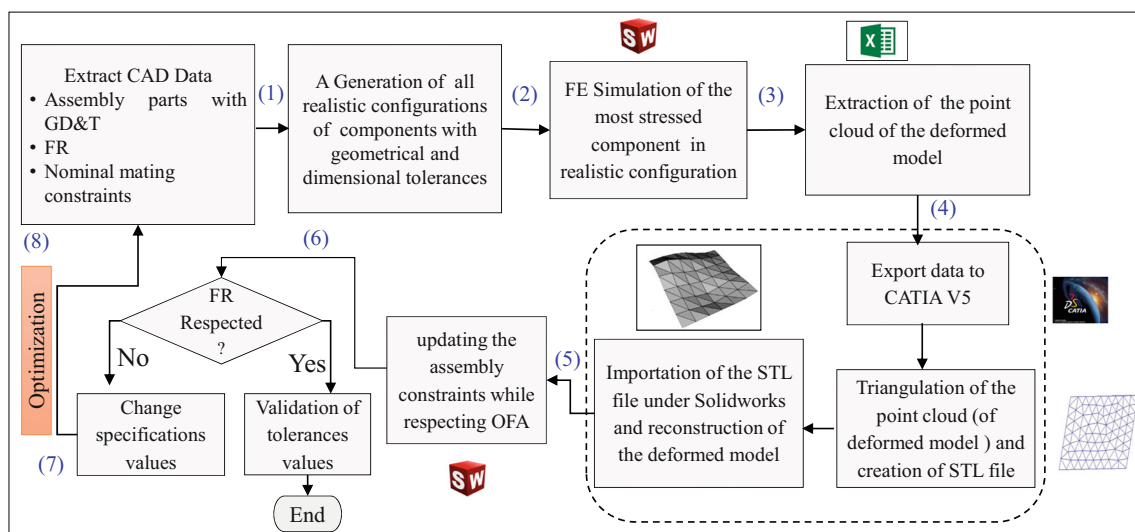 Extract CAD Data
• Assembly parts with
GD&T
• FR
• Nominal mating
constraints
(1)
A Generation of all
realistic configurations
of components with
geometrical and
dimensional tolerances
(2)
SW
FE Simulation of the
most stressed
component in
realistic configuration
(3)
X
Extraction of the point
cloud of the deformed
model
(4)
Export data to
CATIA V5
DS
CATIA
Triangulation of the
point cloud (of
deformed model ) and
creation of STL file
Importation of the STL
file under Solidworks
and reconstruction of
the deformed model
(5)
updating the
assembly
constraints while
respecting OFA
SW
(6)
FR
Respected
?
No
Yes
Change
specifications
values
(7)
Validation of
tolerances
values
End
(8)
Optimization